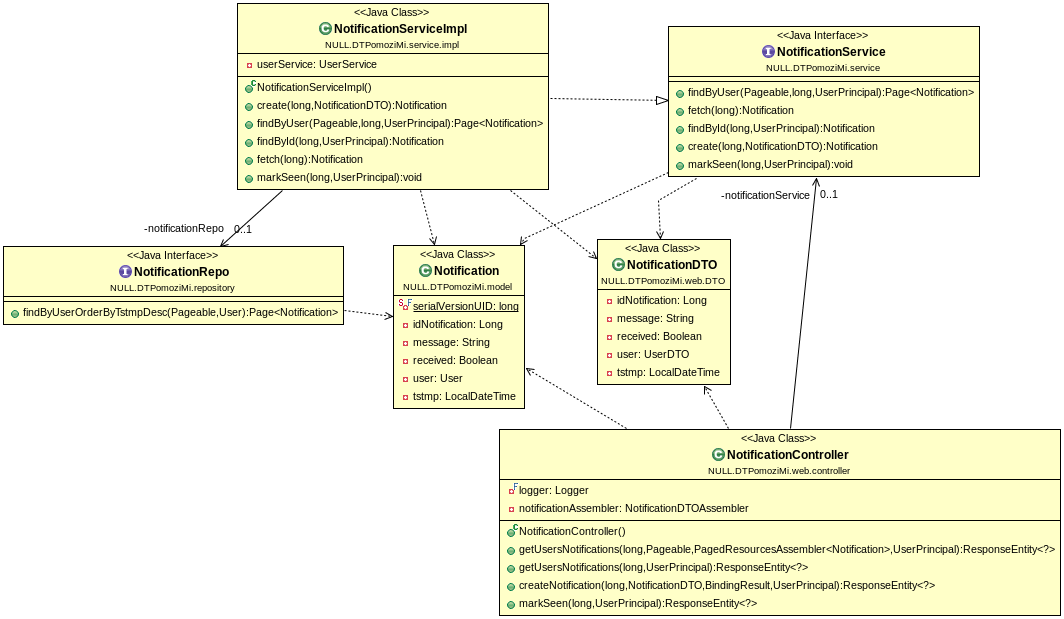 <<Java Class>>
NotificationServiceImpl
NULL.DTPomoziMi.service.impl
userService: UserService
NotificationServiceImpl()
create(long,NotificationDTO):Notification
findByUser(Pageable,long,UserPrincipal):Page<Notification>
findById(long,UserPrincipal):Notification
fetch(long):Notification
markSeen(long,UserPrincipal):void
<<Java Interface>>
NotificationService
NULL.DTPomoziMi.service
findByUser(Pageable,long,UserPrincipal):Page<Notification>
fetch(long):Notification
findById(long,UserPrincipal):Notification
create(long,NotificationDTO):Notification
markSeen(long,UserPrincipal):void
-notificationService 0..1
-notificationRepo 0..1
<<Java Interface>>
NotificationRepo
NULL.DTPomoziMi.repository
findByUserOrderByTstmpDesc(Pageable,User):Page<Notification>
<<Java Class>>
Notification
NULL.DTPomoziMi.model
serialVersionUID: long
idNotification: Long
message: String
received: Boolean
user: User
tstmp: LocalDateTime
<<Java Class>>
NotificationDTO
NULL.DTPomoziMi.web.DTO
idNotification: Long
message: String
received: Boolean
user: UserDTO
tstmp: LocalDateTime
<<Java Class>>
NotificationController
NULL.DTPomoziMi.web.controller
logger: Logger
notificationAssembler: NotificationDTOAssembler
NotificationController()
getUsersNotifications(long,Pageable,PagedResourcesAssembler<Notification>,UserPrincipal):ResponseEntity<?>
getUsersNotifications(long,UserPrincipal):ResponseEntity<?>
createNotification(long,NotificationDTO,BindingResult,UserPrincipal):ResponseEntity<?>
markSeen(long,UserPrincipal):ResponseEntity<?>